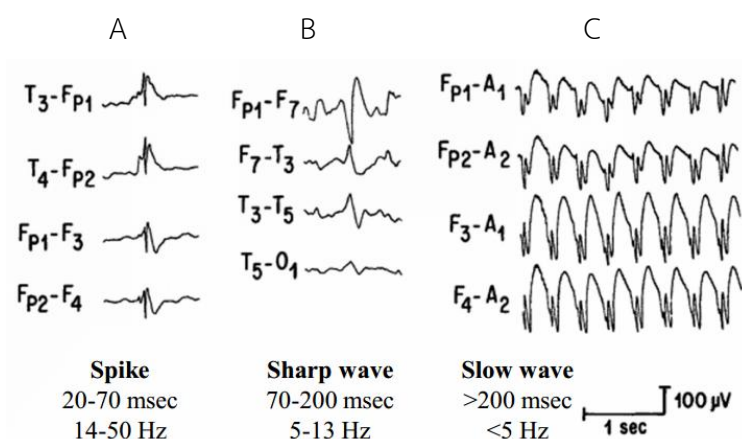 A
B
C
T3-FP1
T4-FP2
FP1-F3
FP2-F4
Spike
20-70 msec
14-50 Hz
FP1-F7
F7-T3
T3-T5
T5-O1
Sharp wave
70-200 msec
5-13 Hz
FP1-A1
FP2-A2
F3-A1
F4-A2
Slow wave
>200 msec
<5 Hz
100 μV
1 sec